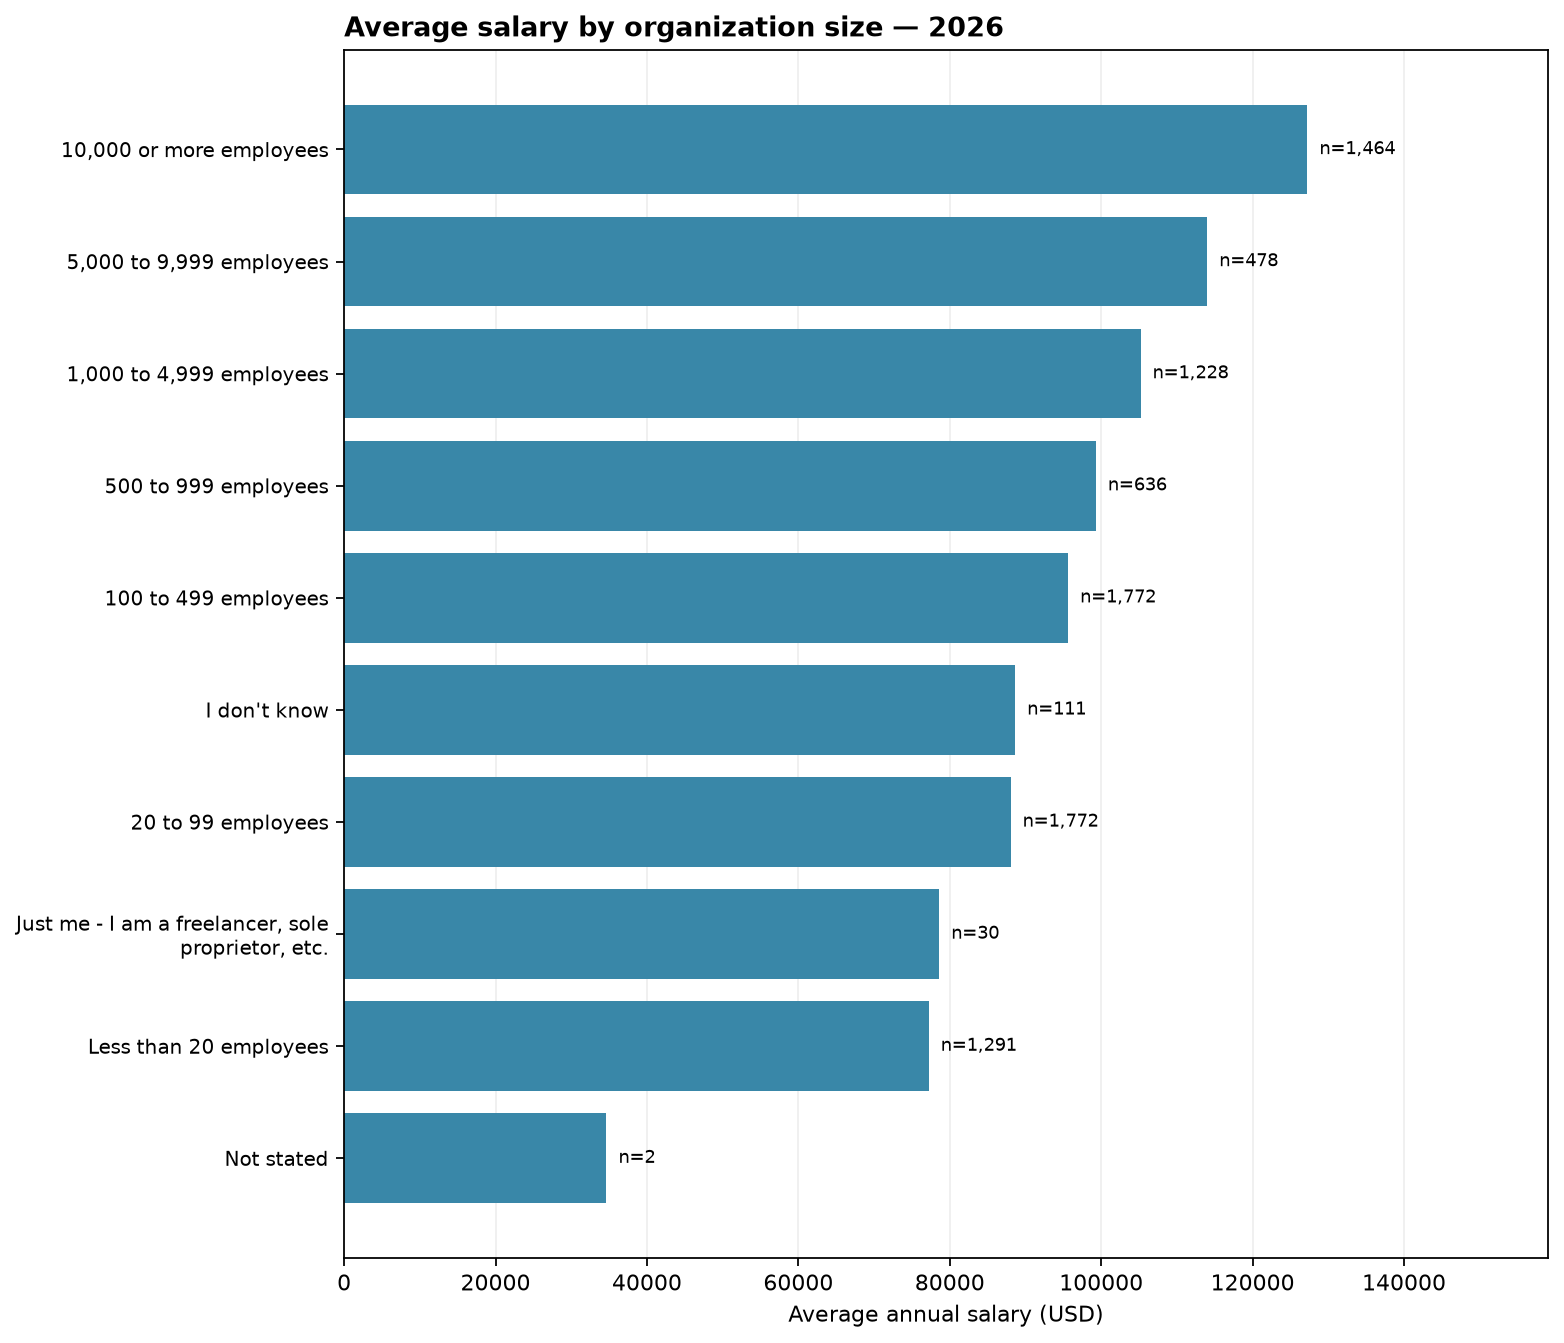 Average salary by organization size — 2026
10,000 or more employees
n=1,464
5,000 to 9,999 employees
n=478
1,000 to 4,999 employees
n=1,228
500 to 999 employees
n=636
100 to 499 employees
n=1,772
I don't know
n=111
20 to 99 employees
n=1,772
Just me - I am a freelancer, sole
proprietor, etc.
n=30
Less than 20 employees
n=1,291
Not stated
n=2
0 20000 40000 60000 80000 100000 120000 140000
Average annual salary (USD)